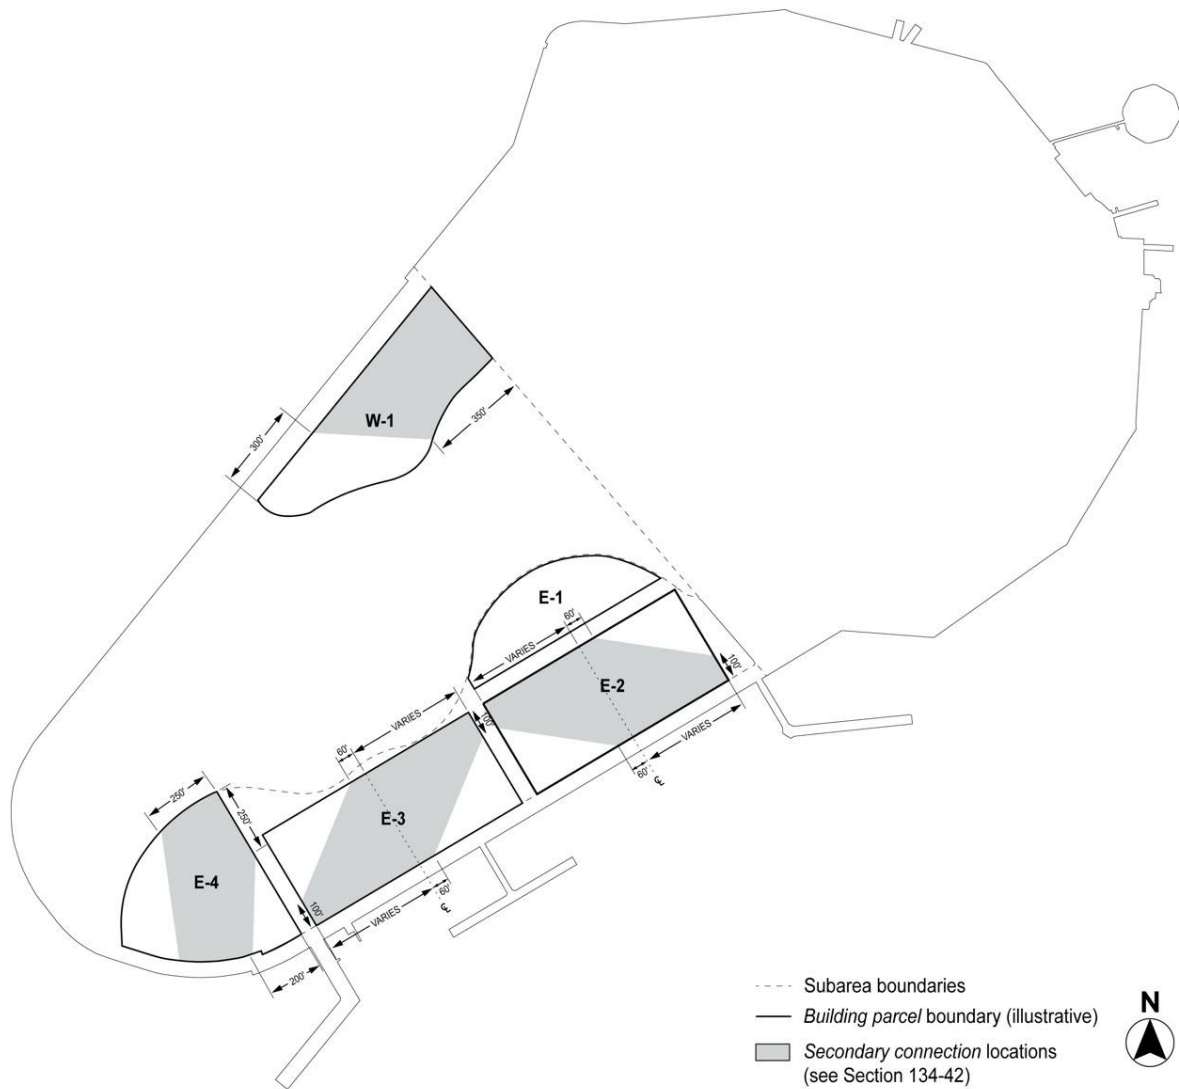 W-1
300'
350'
E-1
60'
VARIES
E-2
100'
100'
VARIES
60'
℄
VARIES
60'
E-3
100'
VARIES
60'
℄
250'
250'
E-4
200'
Subarea boundaries
Building parcel boundary (illustrative)
Secondary connection locations
(see Section 134-42)
N